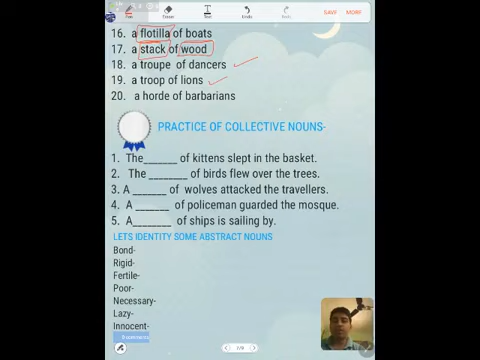 Pen
Eraser
Text
Undo
Redo
SAVE
MORE
16. a flotilla of boats
17. a stack of wood
18. a troupe of dancers
19. a troop of lions
20. a horde of barbarians
PRACTICE OF COLLECTIVE NOUNS-
1. The______ of kittens slept in the basket.
2. The _______ of birds flew over the trees.
3. A ______ of wolves attacked the travellers.
4. A ______ of policeman guarded the mosque.
5. A_______ of ships is sailing by.
LETS IDENTITY SOME ABSTRACT NOUNS
Bond-
Rigid-
Fertile-
Poor-
Necessary-
Lazy-
Innocent-